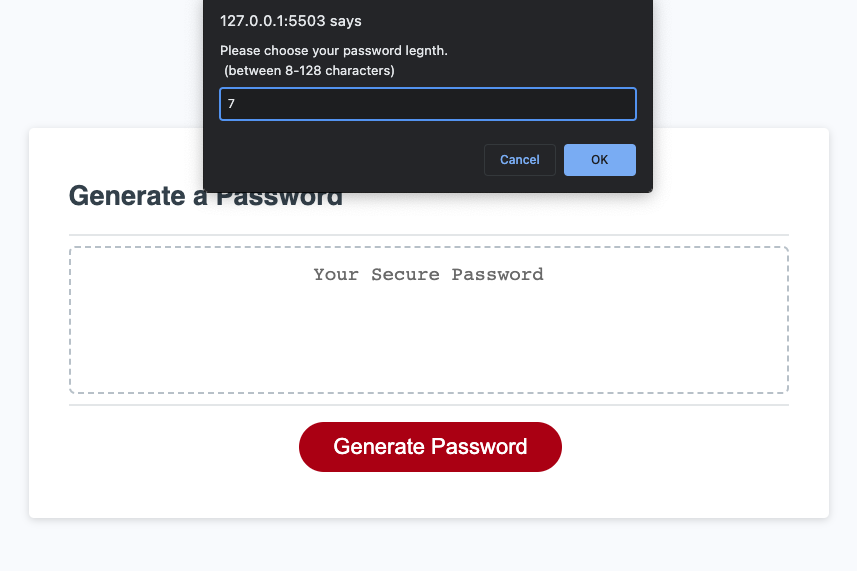 127.0.0.1:5503 says
Please choose your password legnth.
(between 8-128 characters)
7
Cancel
OK
Generate a Password
Your Secure Password
Generate Password